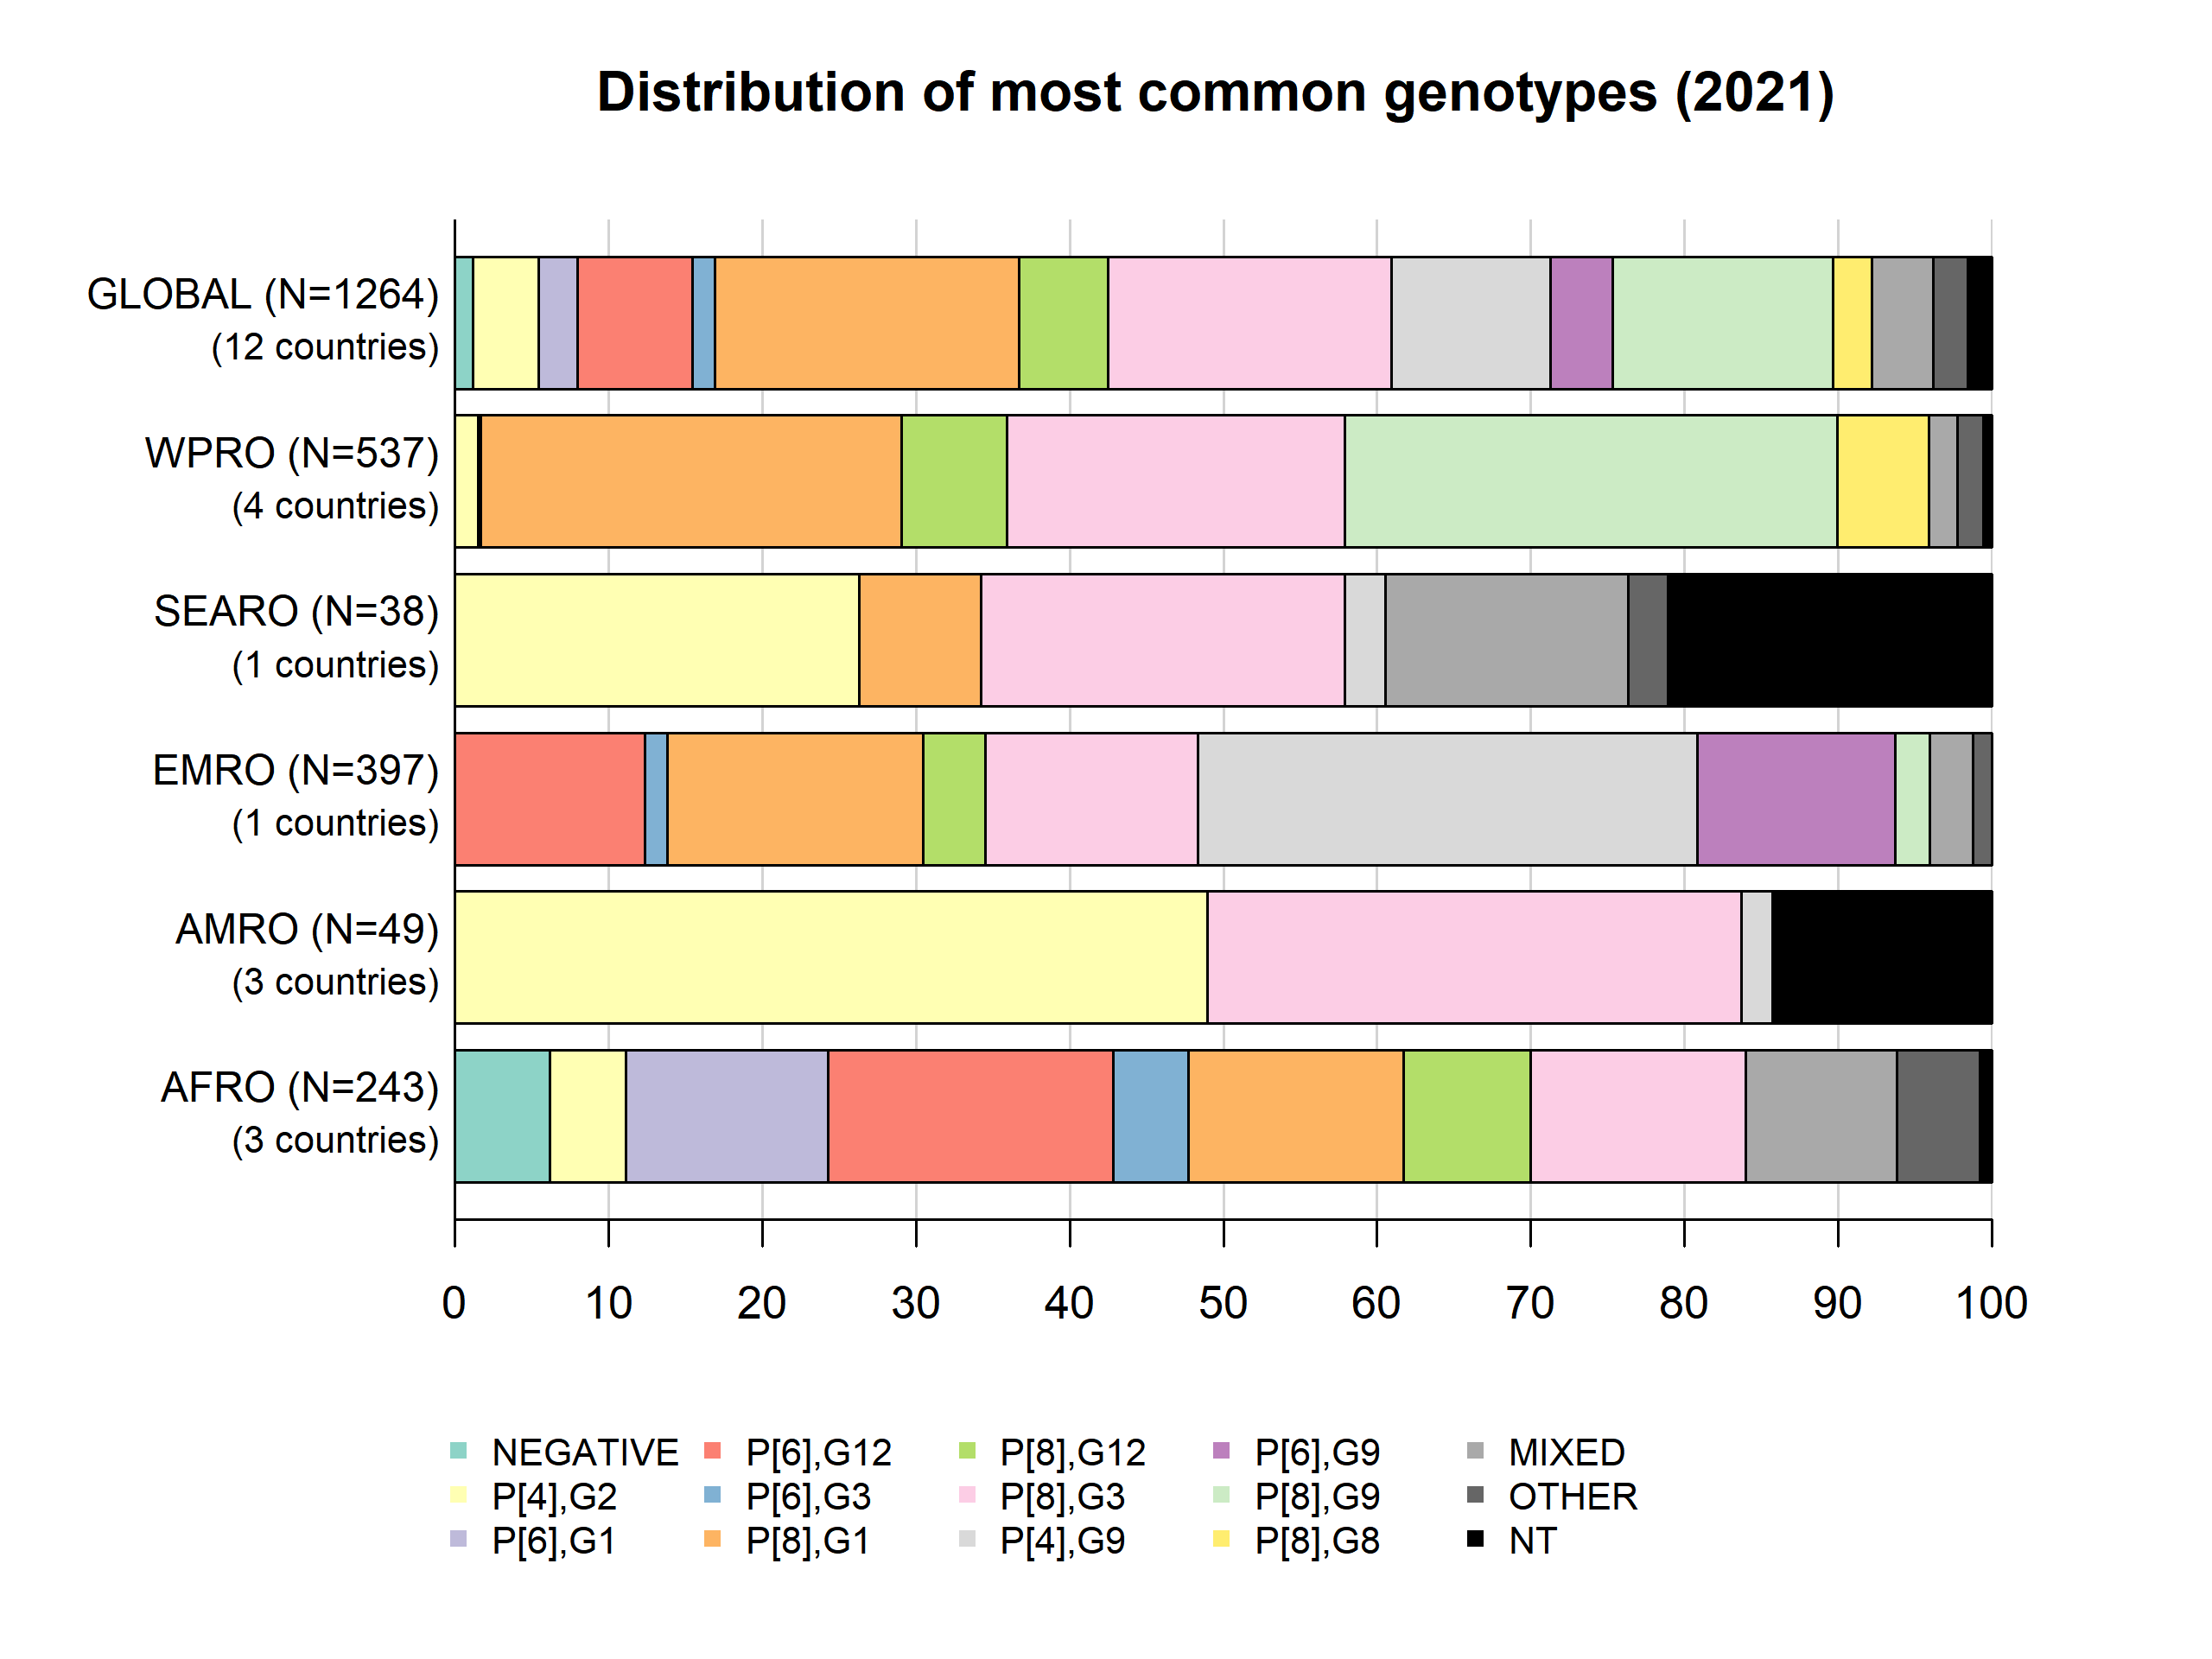 Distribution of most common genotypes (2021)
GLOBAL (N=1264)
(12 countries)
WPRO (N=537)
(4 countries)
SEARO (N=38)
(1 countries)
EMRO (N=397)
(1 countries)
AMRO (N=49)
(3 countries)
AFRO (N=243)
(3 countries)
0 10 20 30 40 50 60 70 80 90 100
NEGATIVE P[6],G12 P[8],G12 P[6],G9 MIXED
P[4],G2 P[6],G3 P[8],G3 P[8],G9 OTHER
P[6],G1 P[8],G1 P[4],G9 P[8],G8 NT